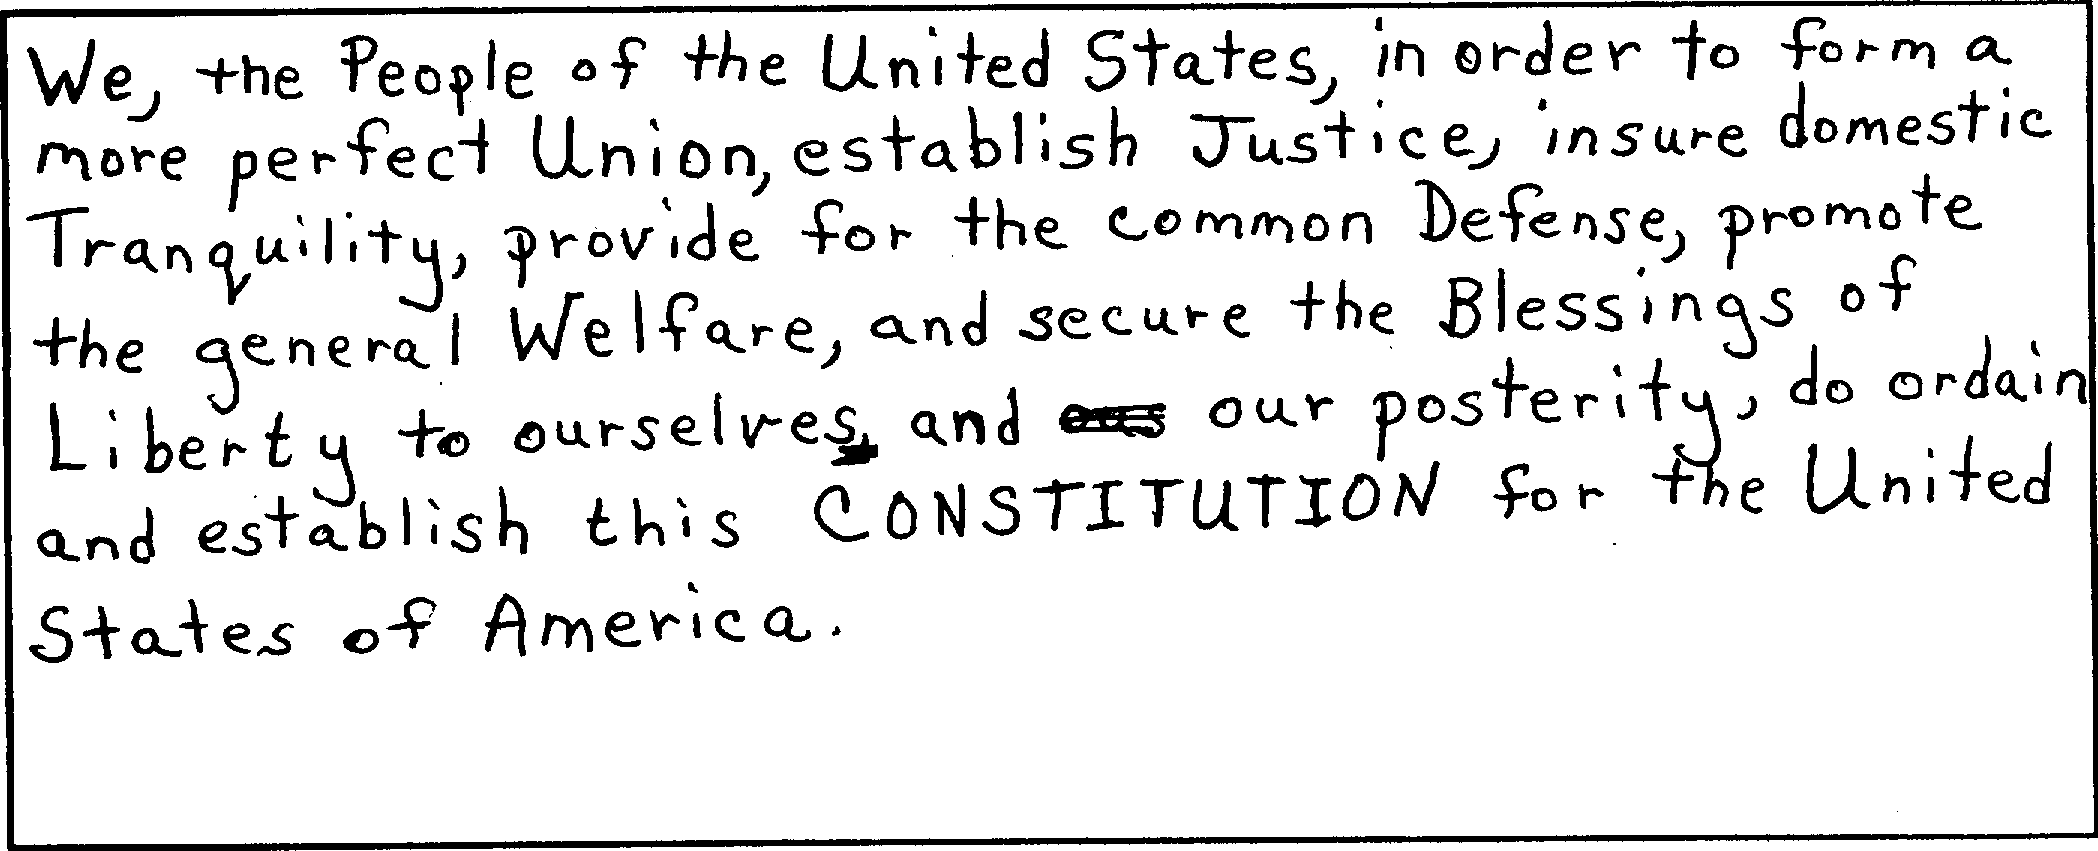 We, the People of the United States, in order to form a
more perfect Union, establish Justice, insure domestic
Tranquility, provide for the common Defense, promote
the general Welfare, and secure the Blessings of
Liberty to ourselves, and our posterity, do ordain
and establish this CONSTITUTION for the United
States of America.